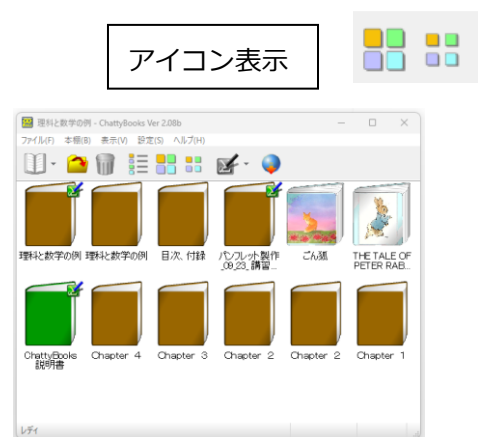 アイコン表示
理科と数学の例 - ChattyBooks Ver 2.08b
ファイル(F) 本棚(B) 表示(V) 設定(S) ヘルプ(H)
理科と数学の例 理科と数学の例 目次、付録 パンフレット製作 ごん狐 THE TALE OF
_09_23_講習... PETER RAB...
ChattyBooks Chapter 4 Chapter 3 Chapter 2 Chapter 2 Chapter 1
説明書
レディ